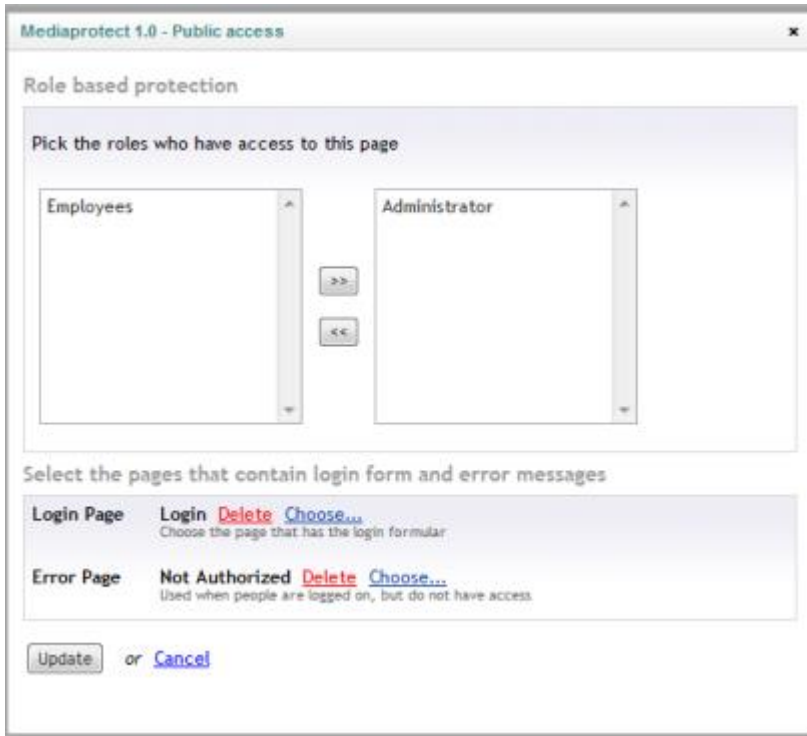 Mediaprotect 1.0 - Public access
Role based protection
Pick the roles who have access to this page
Employees
Administrator
>>
<<
Select the pages that contain login form and error messages
Login Page Login Delete Choose...
Choose the page that has the login formular
Error Page Not Authorized Delete Choose...
Used when people are logged on, but do not have access
Update or Cancel